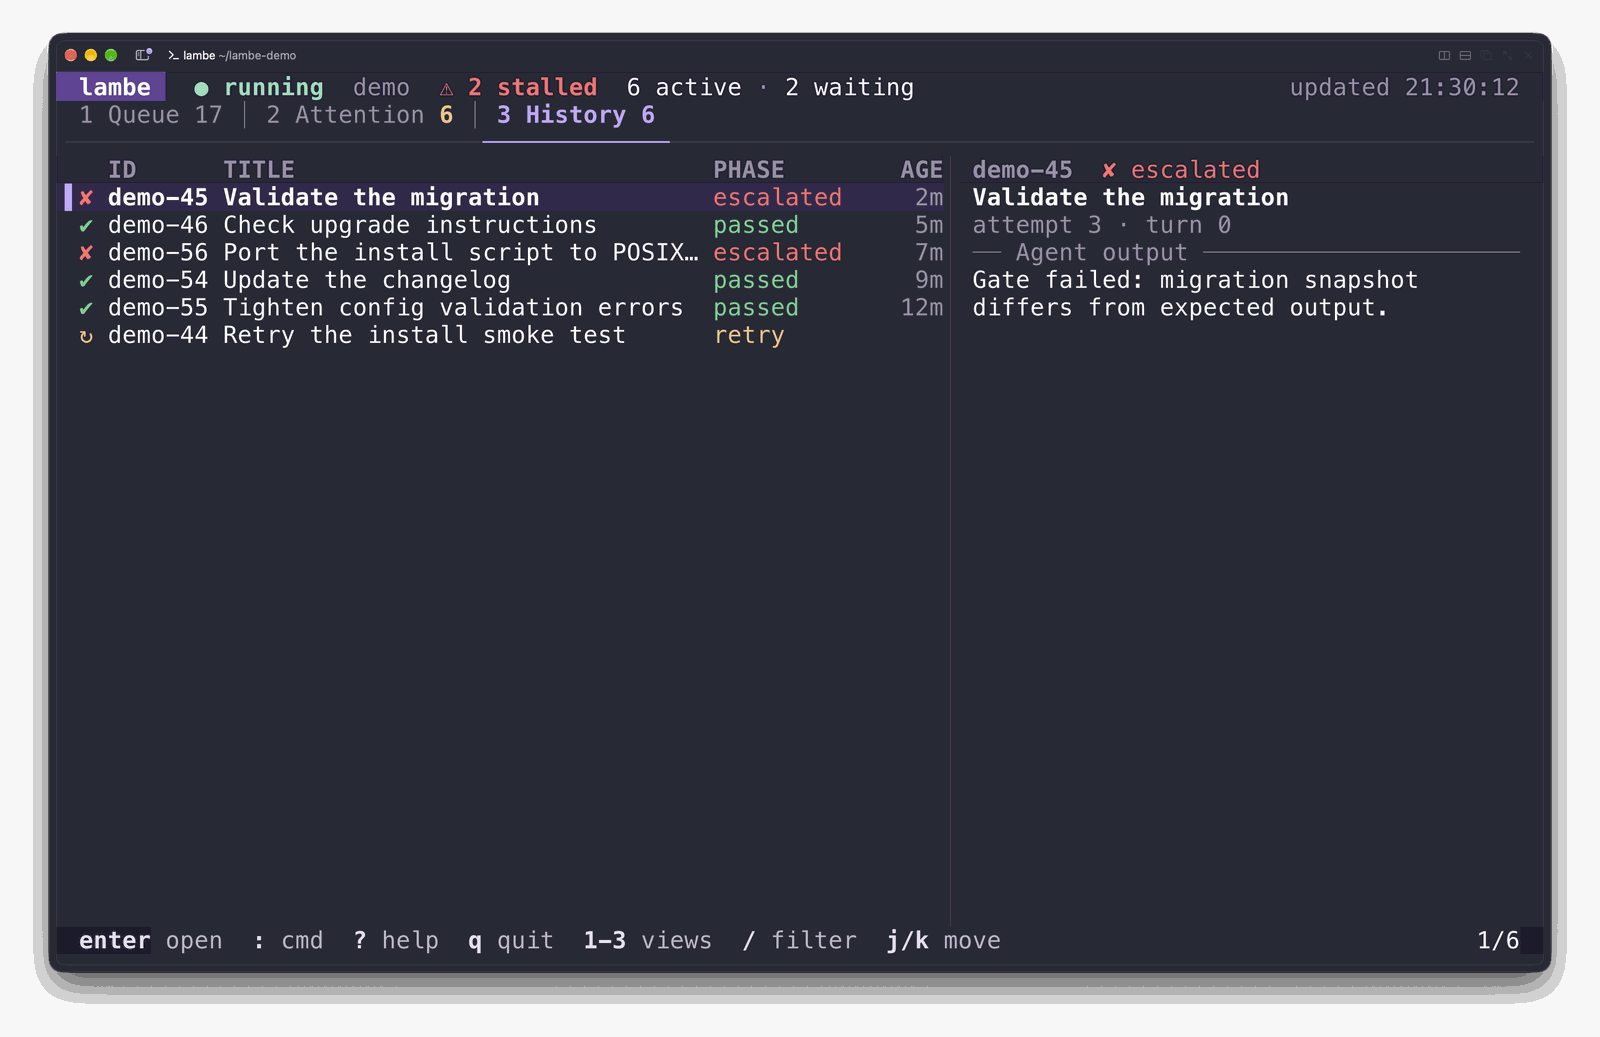 lambe ~/lambe-demo
lambe ● running demo ⚠ 2 stalled 6 active · 2 waiting updated 21:30:12
1 Queue 17 │ 2 Attention 6 │ 3 History 6
ID TITLE PHASE AGE
✘ demo-45 Validate the migration escalated 2m
✔ demo-46 Check upgrade instructions passed 5m
✘ demo-56 Port the install script to POSIX… escalated 7m
✔ demo-54 Update the changelog passed 9m
✔ demo-55 Tighten config validation errors passed 12m
↻ demo-44 Retry the install smoke test retry
demo-45 ✘ escalated
Validate the migration
attempt 3 · turn 0
── Agent output ──
Gate failed: migration snapshot
differs from expected output.
enter open : cmd ? help q quit 1-3 views / filter j/k move 1/6